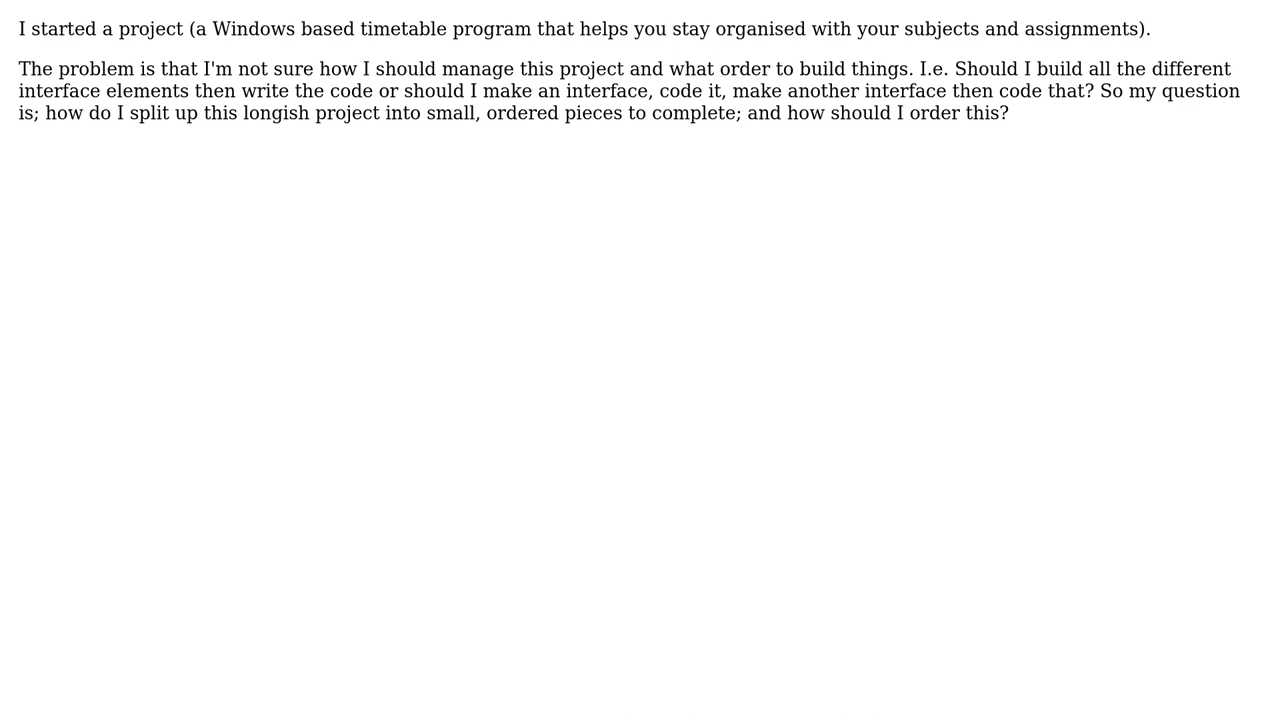 I started a project (a Windows based timetable program that helps you stay organised with your subjects and assignments).
The problem is that I'm not sure how I should manage this project and what order to build things. I.e. Should I build all the different
interface elements then write the code or should I make an interface, code it, make another interface then code that? So my question
is; how do I split up this longish project into small, ordered pieces to complete; and how should I order this?